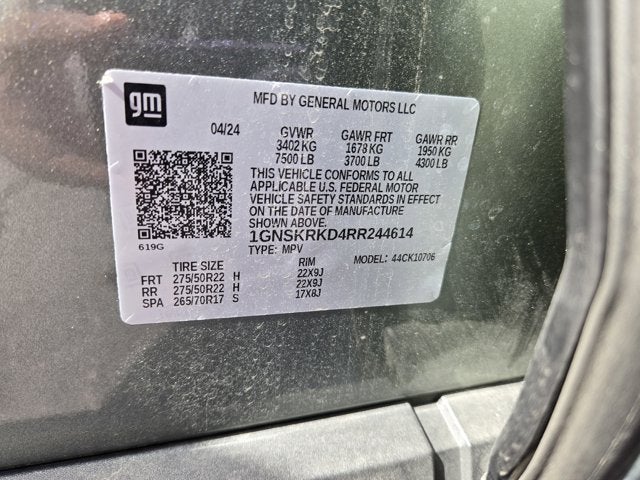 gm
MFD BY GENERAL MOTORS LLC
04/24 GVWR GAWR FRT GAWR RR
3402 KG 1678 KG 1950 KG
7500 LB 3700 LB 4300 LB
THIS VEHICLE CONFORMS TO ALL
APPLICABLE U.S. FEDERAL MOTOR
VEHICLE SAFETY STANDARDS IN EFFECT
ON THE DATE OF MANUFACTURE
SHOWN ABOVE.
1GNSKRKD4RR244614
619G
TYPE: MPV MODEL: 44CK10706
TIRE SIZE RIM
FRT 275/50R22 H 22X9J
RR 275/50R22 H 22X9J
SPA 265/70R17 S 17X8J